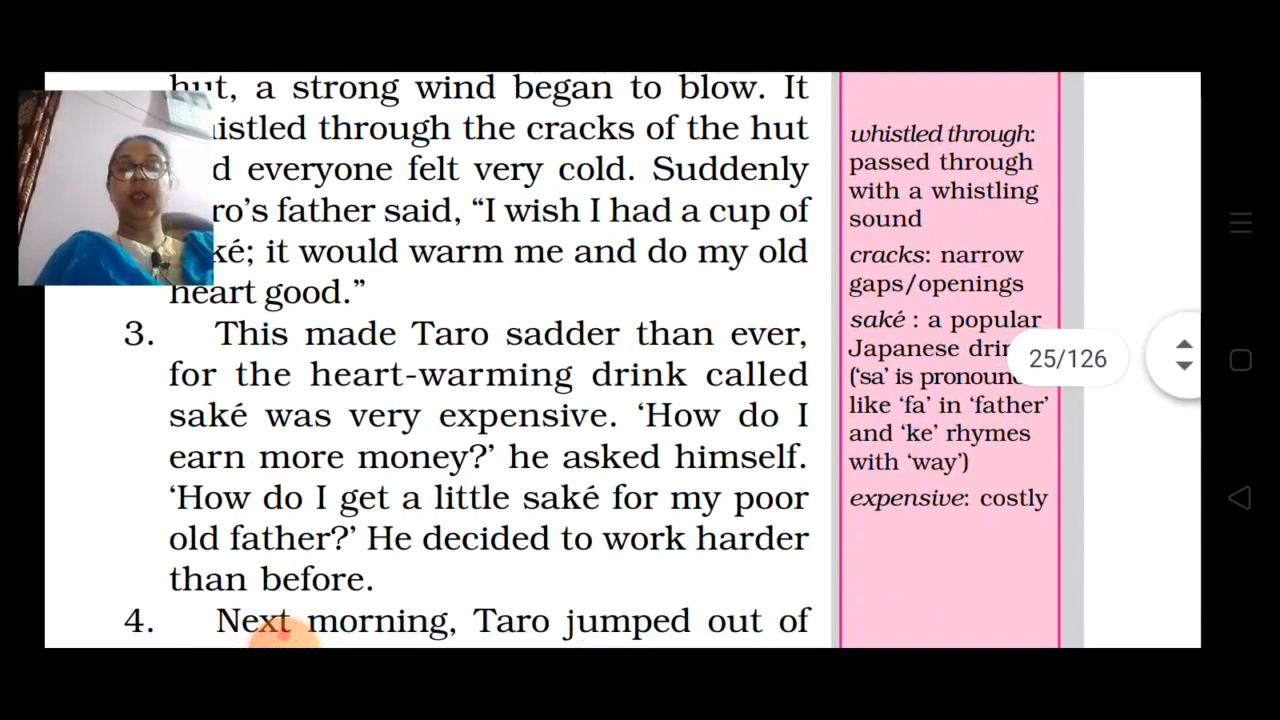 hut, a strong wind began to blow. It
istled through the cracks of the hut
d everyone felt very cold. Suddenly
ro's father said, “I wish I had a cup of
ké; it would warm me and do my old
heart good.”
3. This made Taro sadder than ever,
for the heart-warming drink called
saké was very expensive. ‘How do I
earn more money?’ he asked himself.
‘How do I get a little saké for my poor
old father?’ He decided to work harder
than before.
4. Next morning, Taro jumped out of
whistled through:
passed through
with a whistling
sound
cracks: narrow
gaps/openings
saké : a popular
Japanese drin
(‘sa’ is pronounc
like ‘fa’ in ‘father’
and ‘ke’ rhymes
with ‘way’)
expensive: costly
25/126